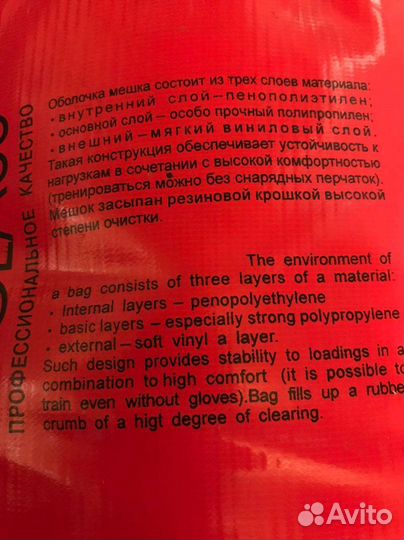 ПРОФЕССИОНАЛЬНОЕ КАЧЕСТВО
Оболочка мешка состоит из трех слоев материала:
• внутренний слой – пенополиэтилен;
• основной слой – особо прочный полипропилен;
• внешний – мягкий виниловый слой.
Такая конструкция обеспечивает устойчивость к
нагрузкам в сочетании с высокой комфортностью
(тренироваться можно без снарядных перчаток).
Мешок засыпан резиновой крошкой высокой
степени очистки.
The environment of
a bag consists of three layers of a material:
• Internal layers – penopolyethylene
• basic layers – especially strong polypropylene
• external – soft vinyl a layer.
Such design provides stability to loadings in a
combination to high comfort (it is possible to
train even without gloves).Bag fills up a rubbe
crumb of a higt degree of clearing.
Avito